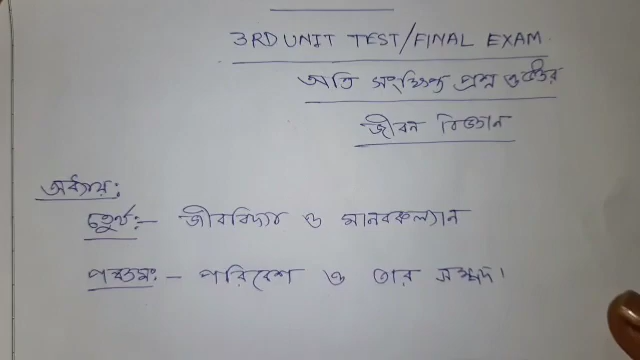 3RD UNIT TEST/FINAL EXAM
অতি সংক্ষিপ্ত প্রশ্ন উত্তর
জীবন বিজ্ঞান
অধ্যায়:
চতুর্থ:- জীববিদ্যা ও মানবকল্যান
পঞ্চমঃ- পরিবেশ ও তার সম্পদ।